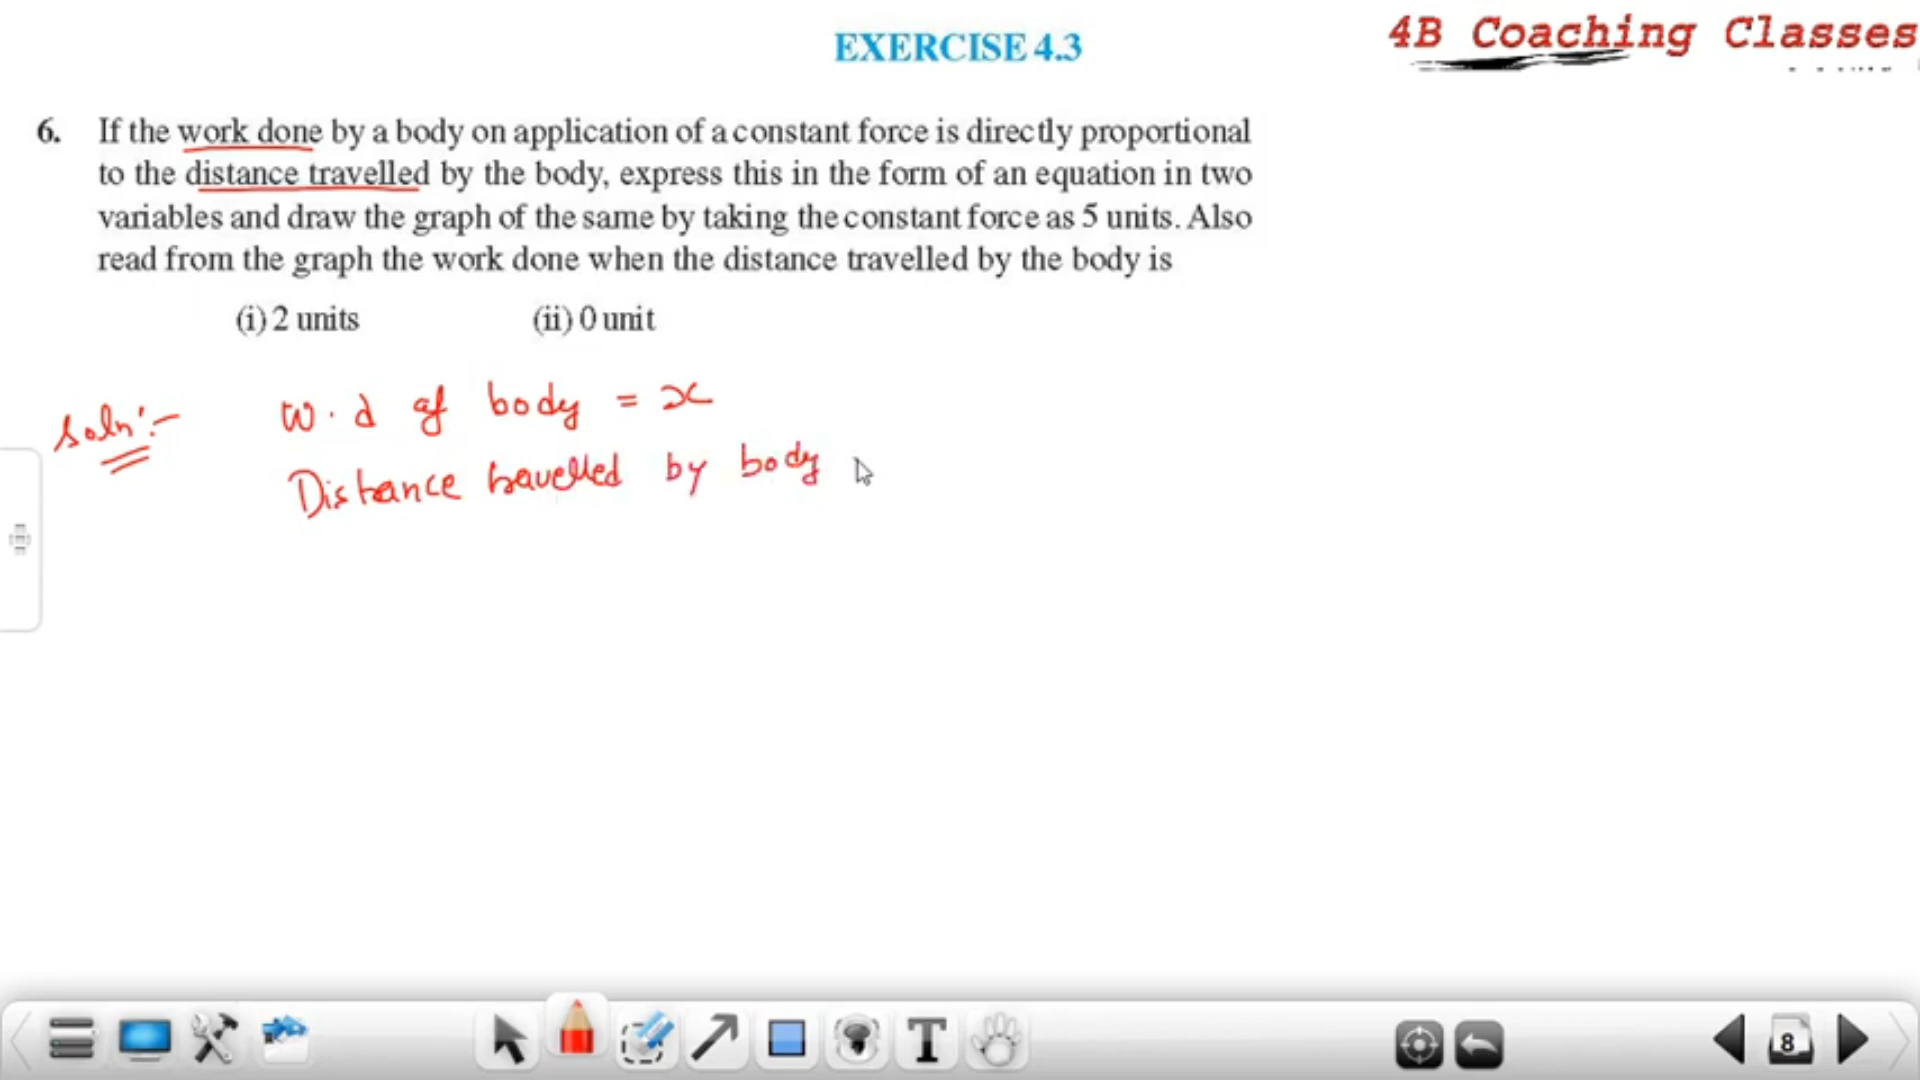 EXERCISE 4.3
4B Coaching Classes
6. If the work done by a body on application of a constant force is directly proportional
to the distance travelled by the body, express this in the form of an equation in two
variables and draw the graph of the same by taking the constant force as 5 units. Also
read from the graph the work done when the distance travelled by the body is
(i) 2 units (ii) 0 unit
Soln:- W.d of body = x
Distance travelled by body
T
8